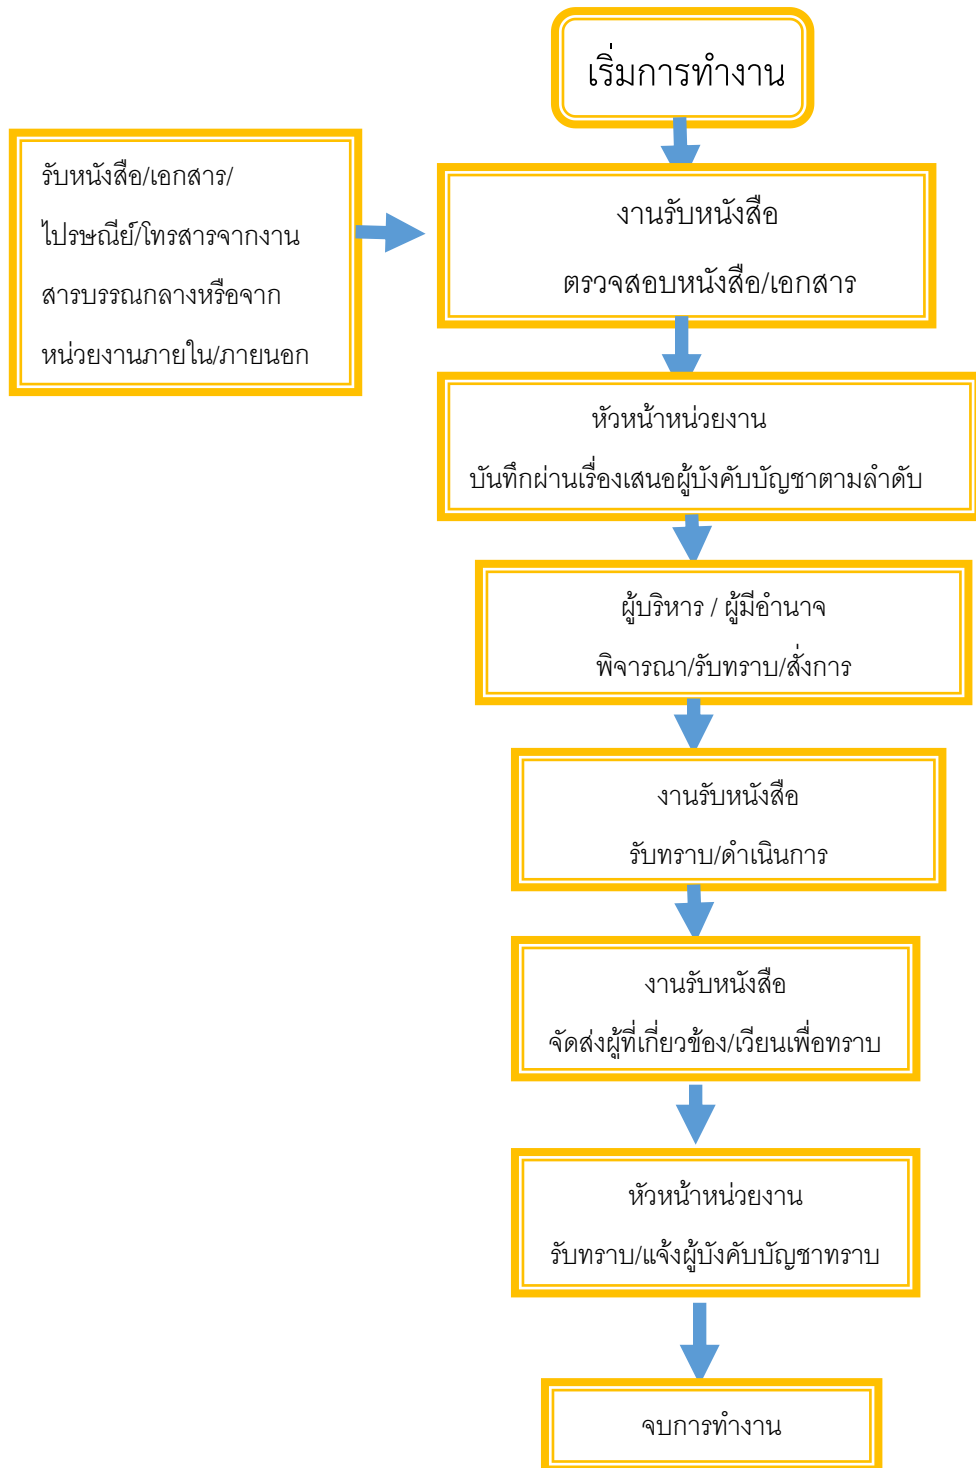 เริ่มการทำงาน
รับหนังสือ/เอกสาร/
ไปรษณีย์/โทรสารจากงาน
สารบรรณกลางหรือจาก
หน่วยงานภายใน/ภายนอก
งานรับหนังสือ
ตรวจสอบหนังสือ/เอกสาร
หัวหน้าหน่วยงาน
บันทึกผ่านเรื่องเสนอผู้บังคับบัญชาตามลำดับ
ผู้บริหาร / ผู้มีอำนาจ
พิจารณา/รับทราบ/สั่งการ
งานรับหนังสือ
รับทราบ/ดำเนินการ
งานรับหนังสือ
จัดส่งผู้ที่เกี่ยวข้อง/เวียนเพื่อทราบ
หัวหน้าหน่วยงาน
รับทราบ/แจ้งผู้บังคับบัญชาทราบ
จบการทำงาน